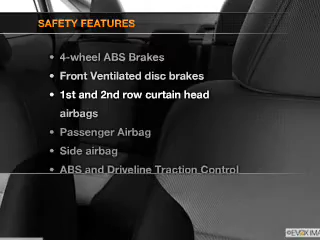 SAFETY FEATURES
• 4-wheel ABS Brakes
• Front Ventilated disc brakes
• 1st and 2nd row curtain head
airbags
• Passenger Airbag
• Side airbag
• ABS and Driveline Traction Control
©EVOX IMA